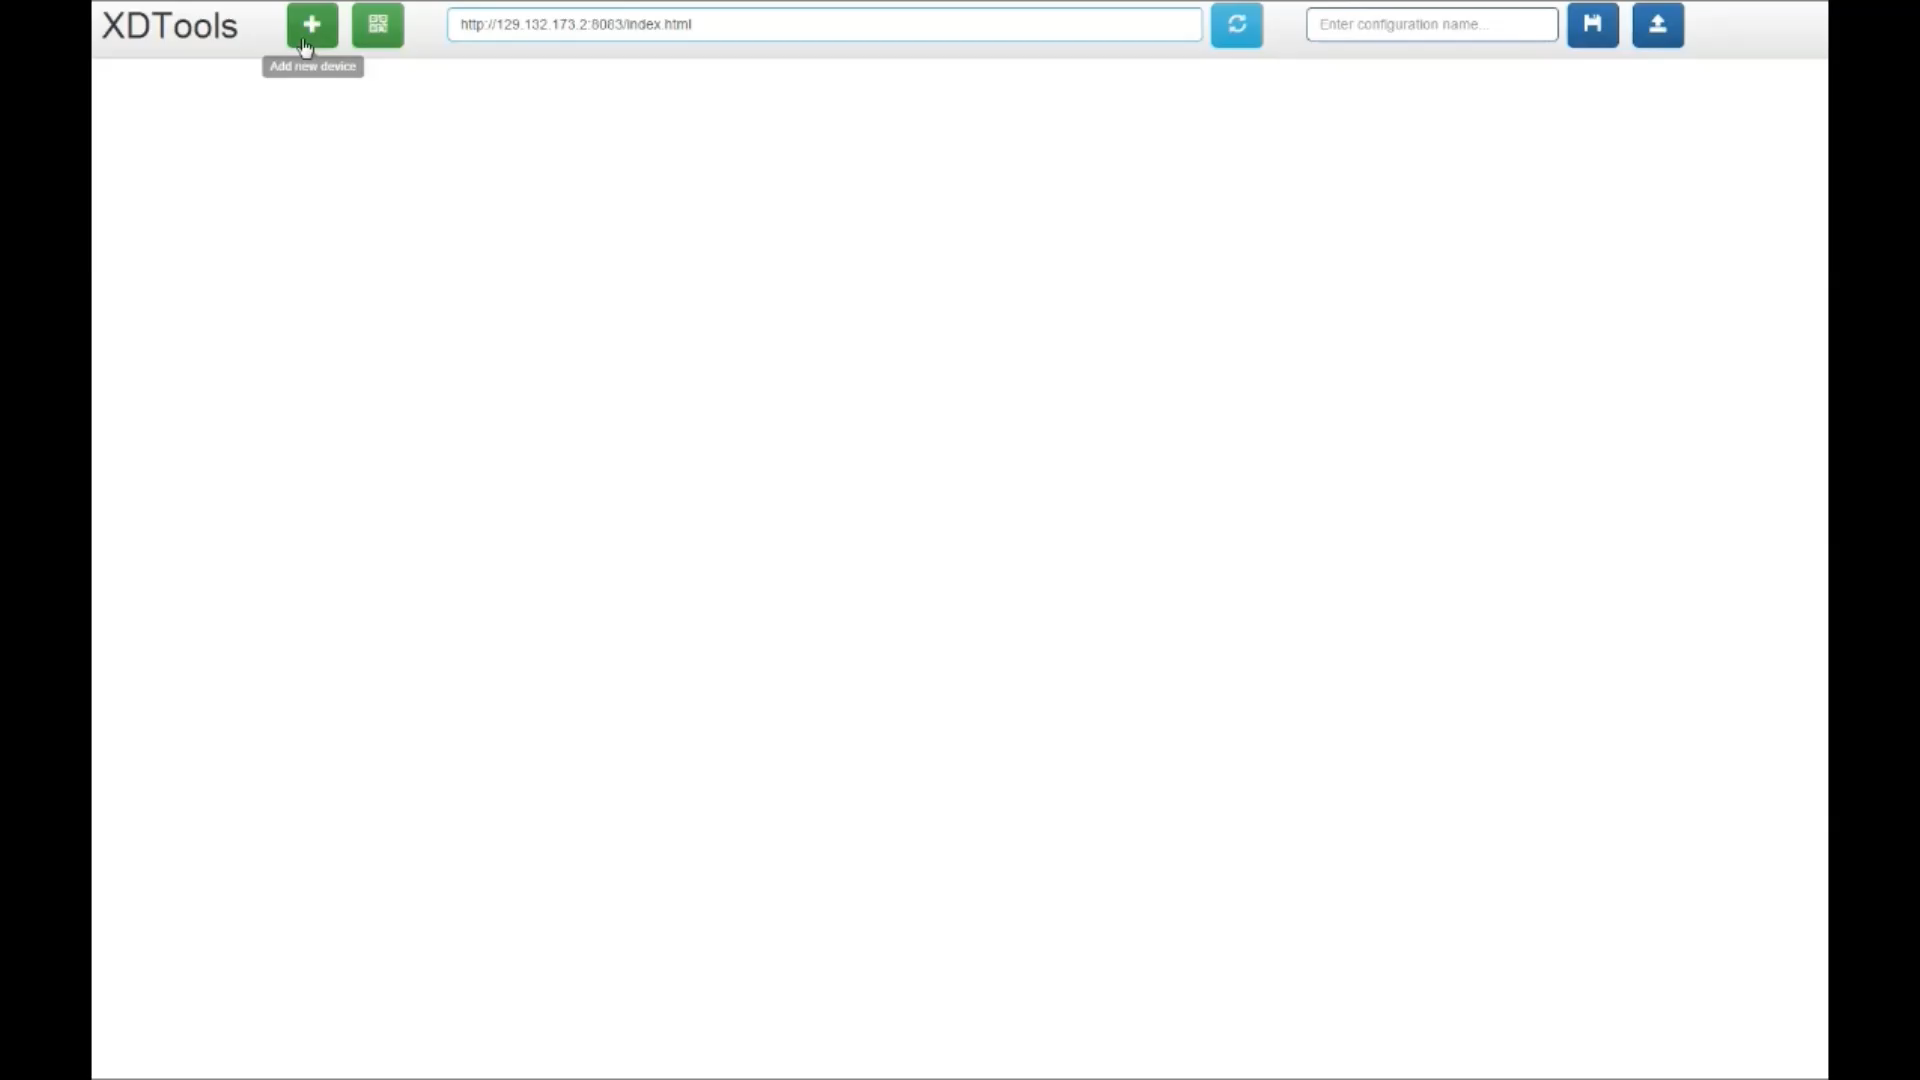 XDTools
http://129.132.173.2:8083/index.html
Enter configuration name...
Add new device